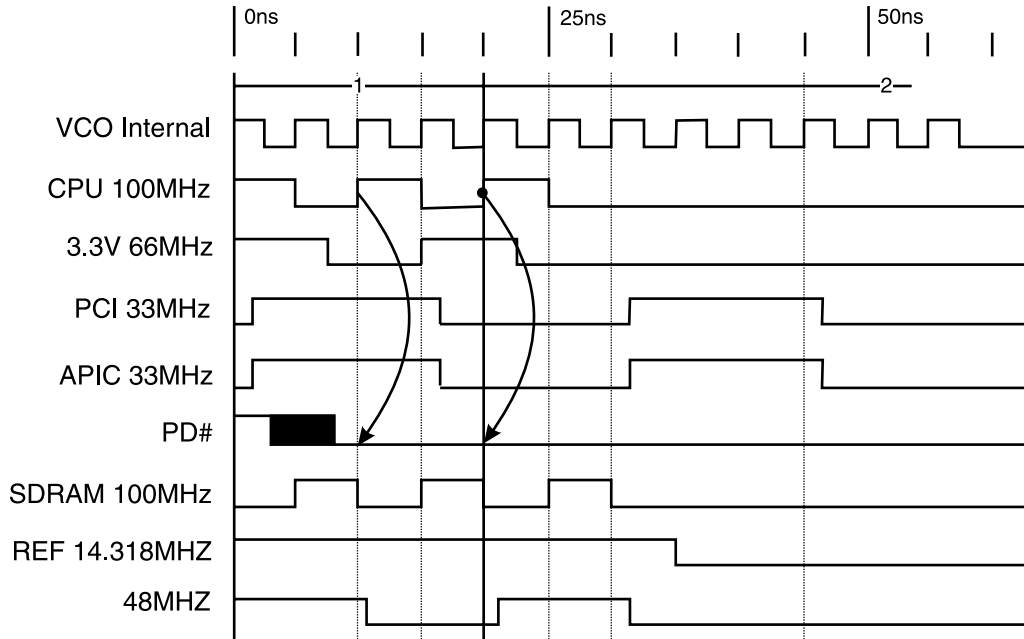 0ns 25ns 50ns
1 2
VCO Internal
CPU 100MHz
3.3V 66MHz
PCI 33MHz
APIC 33MHz
PD#
SDRAM 100MHz
REF 14.318MHZ
48MHZ